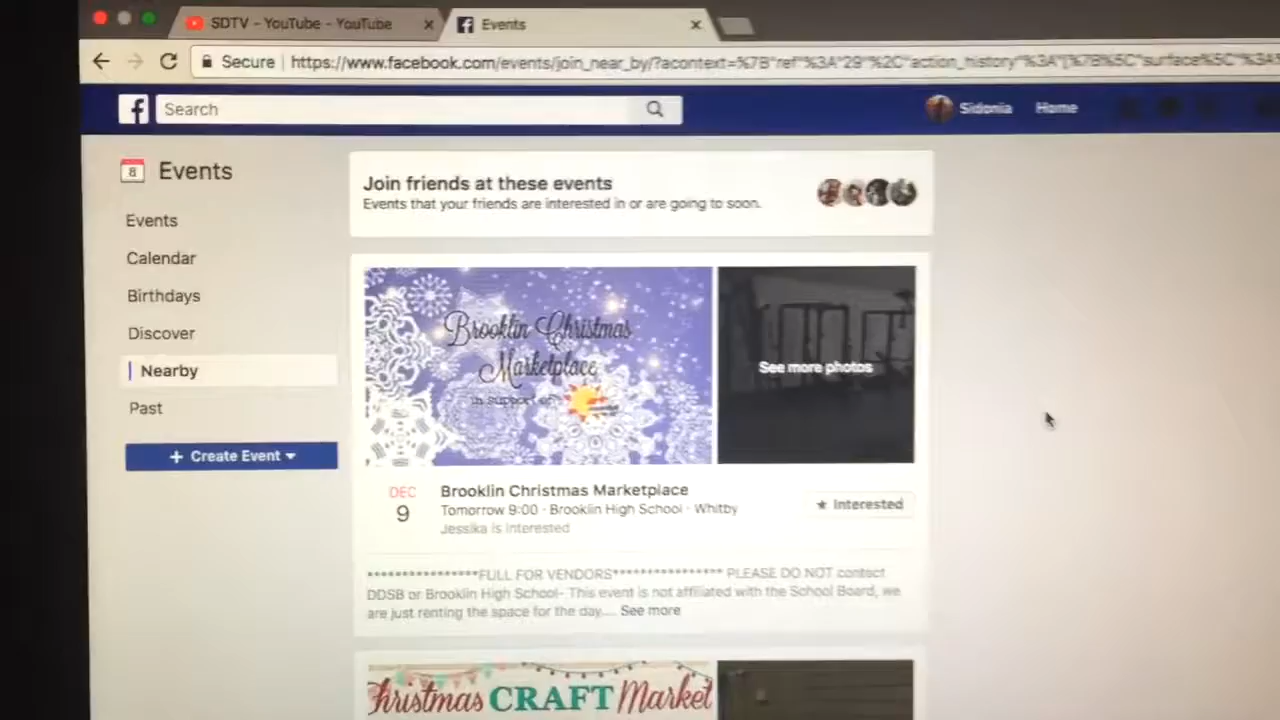 SDTV - YouTube - YouTube
Events
Secure https://www.facebook.com/events/join_near_by/?acontext=%7B"ref"%3A"29"%2C"action_history"%3A
Search
Sidonia Home
8 Events
Events
Calendar
Birthdays
Discover
Nearby
Past
+ Create Event
Join friends at these events
Events that your friends are interested in or are going to soon.
Brooklin Christmas
Marketplace
in support of
See more photos
DEC
9
Brooklin Christmas Marketplace
Tomorrow 9:00 · Brooklin High School · Whitby
Jessika is interested
★ Interested
****************FULL FOR VENDORS**************** PLEASE DO NOT contact
DDSB or Brooklin High School- This event is not affiliated with the School Board, we
are just renting the space for the day.... See more
Christmas CRAFT Market